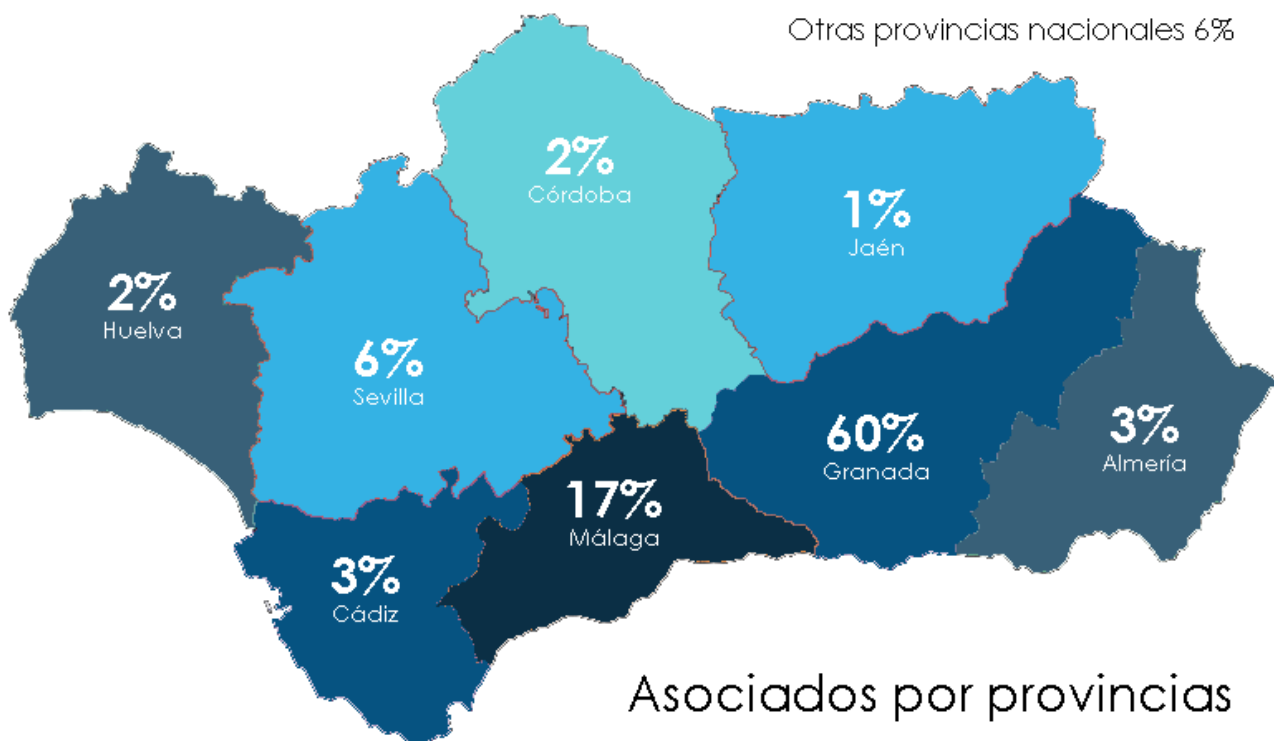 Otras provincias nacionales 6%
2%
Córdoba
1%
Jaén
2%
Huelva
6%
Sevilla
60%
Granada
3%
Almería
17%
Málaga
3%
Cádiz
Asociados por provincias